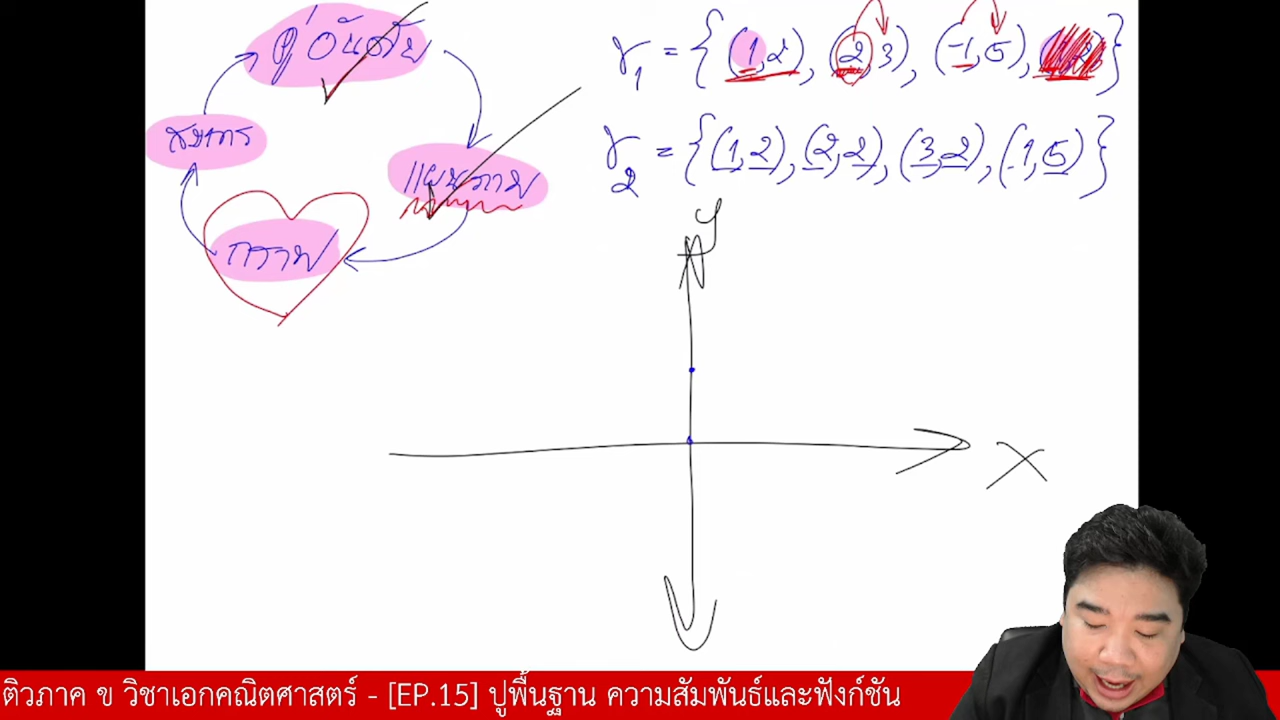 คู่อันดับ
แผนภาพ
กราฟ
สมการ
r₁ = {(1,2), (2,3), (-1,5), }
r₂ = {(1,2), (2,2), (3,2), (-1,5)}
y
X
ติวภาค ข วิชาเอกคณิตศาสตร์ - [EP.15] ปูพื้นฐาน ความสัมพันธ์และฟังก์ชัน